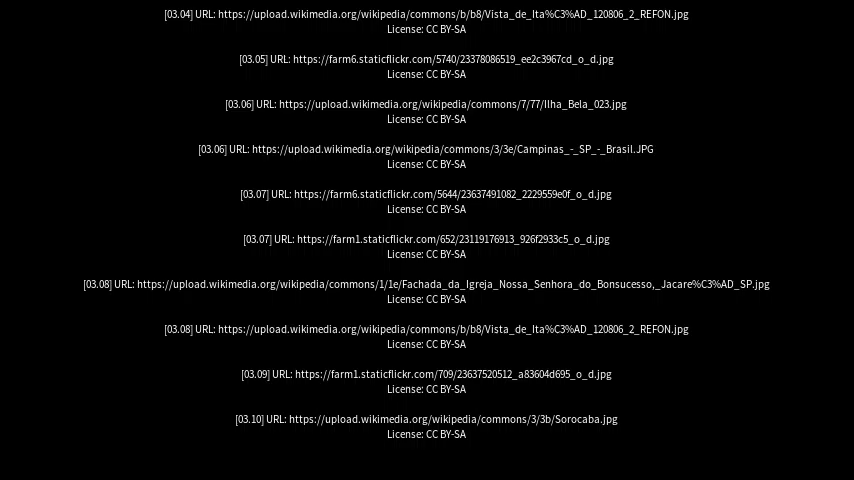 [03.04] URL: https://upload.wikimedia.org/wikipedia/commons/b/b8/Vista_de_Ita%C3%AD_120806_2_REFON.jpg
License: CC BY-SA
[03.05] URL: https://farm6.staticflickr.com/5740/23378086519_ee2c3967cd_o_d.jpg
License: CC BY-SA
[03.06] URL: https://upload.wikimedia.org/wikipedia/commons/7/77/Ilha_Bela_023.jpg
License: CC BY-SA
[03.06] URL: https://upload.wikimedia.org/wikipedia/commons/3/3e/Campinas_-_SP_-_Brasil.JPG
License: CC BY-SA
[03.07] URL: https://farm6.staticflickr.com/5644/23637491082_2229559e0f_o_d.jpg
License: CC BY-SA
[03.07] URL: https://farm1.staticflickr.com/652/23119176913_926f2933c5_o_d.jpg
License: CC BY-SA
[03.08] URL: https://upload.wikimedia.org/wikipedia/commons/1/1e/Fachada_da_Igreja_Nossa_Senhora_do_Bonsucesso,_Jacare%C3%AD_SP.jpg
License: CC BY-SA
[03.08] URL: https://upload.wikimedia.org/wikipedia/commons/b/b8/Vista_de_Ita%C3%AD_120806_2_REFON.jpg
License: CC BY-SA
[03.09] URL: https://farm1.staticflickr.com/709/23637520512_a83604d695_o_d.jpg
License: CC BY-SA
[03.10] URL: https://upload.wikimedia.org/wikipedia/commons/3/3b/Sorocaba.jpg
License: CC BY-SA